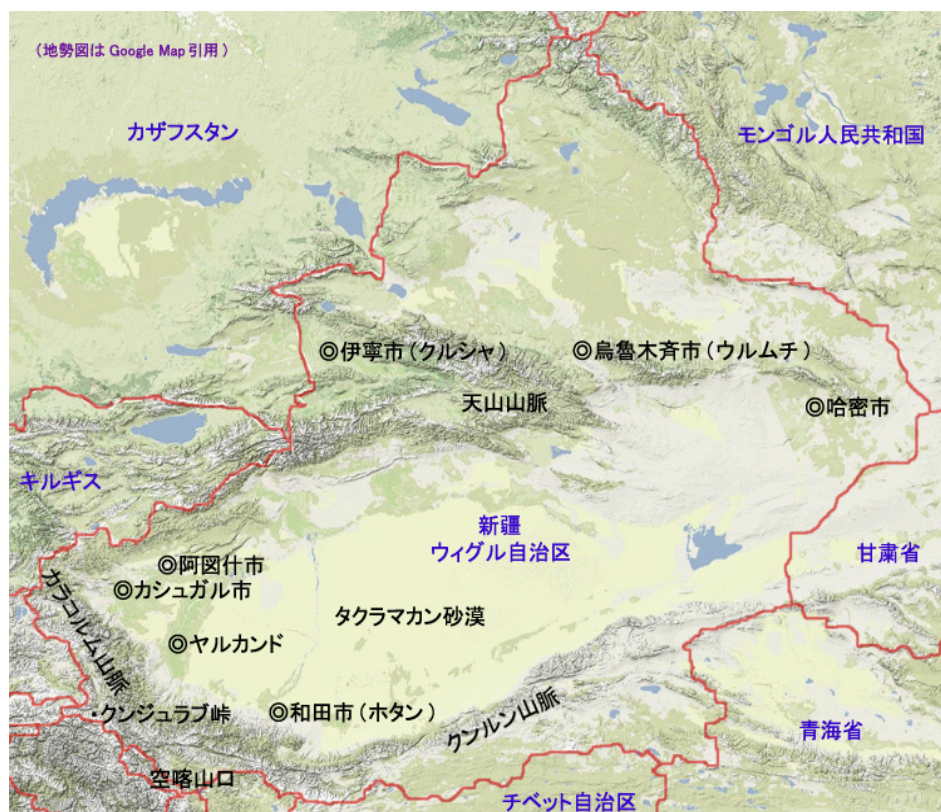 （地勢図は Google Map 引用）
カザフスタン
モンゴル人民共和国
◎伊寧市（クルシャ）
◎烏魯木斉市（ウルムチ）
天山山脈
◎哈密市
キルギス
新疆
ウィグル自治区
甘粛省
◎阿図什市
◎カシュガル市
カラコルム山脈
タクラマカン砂漠
◎ヤルカンド
・クンジュラブ峠
◎和田市（ホタン）
クンルン山脈
青海省
空喀山口
チベット自治区